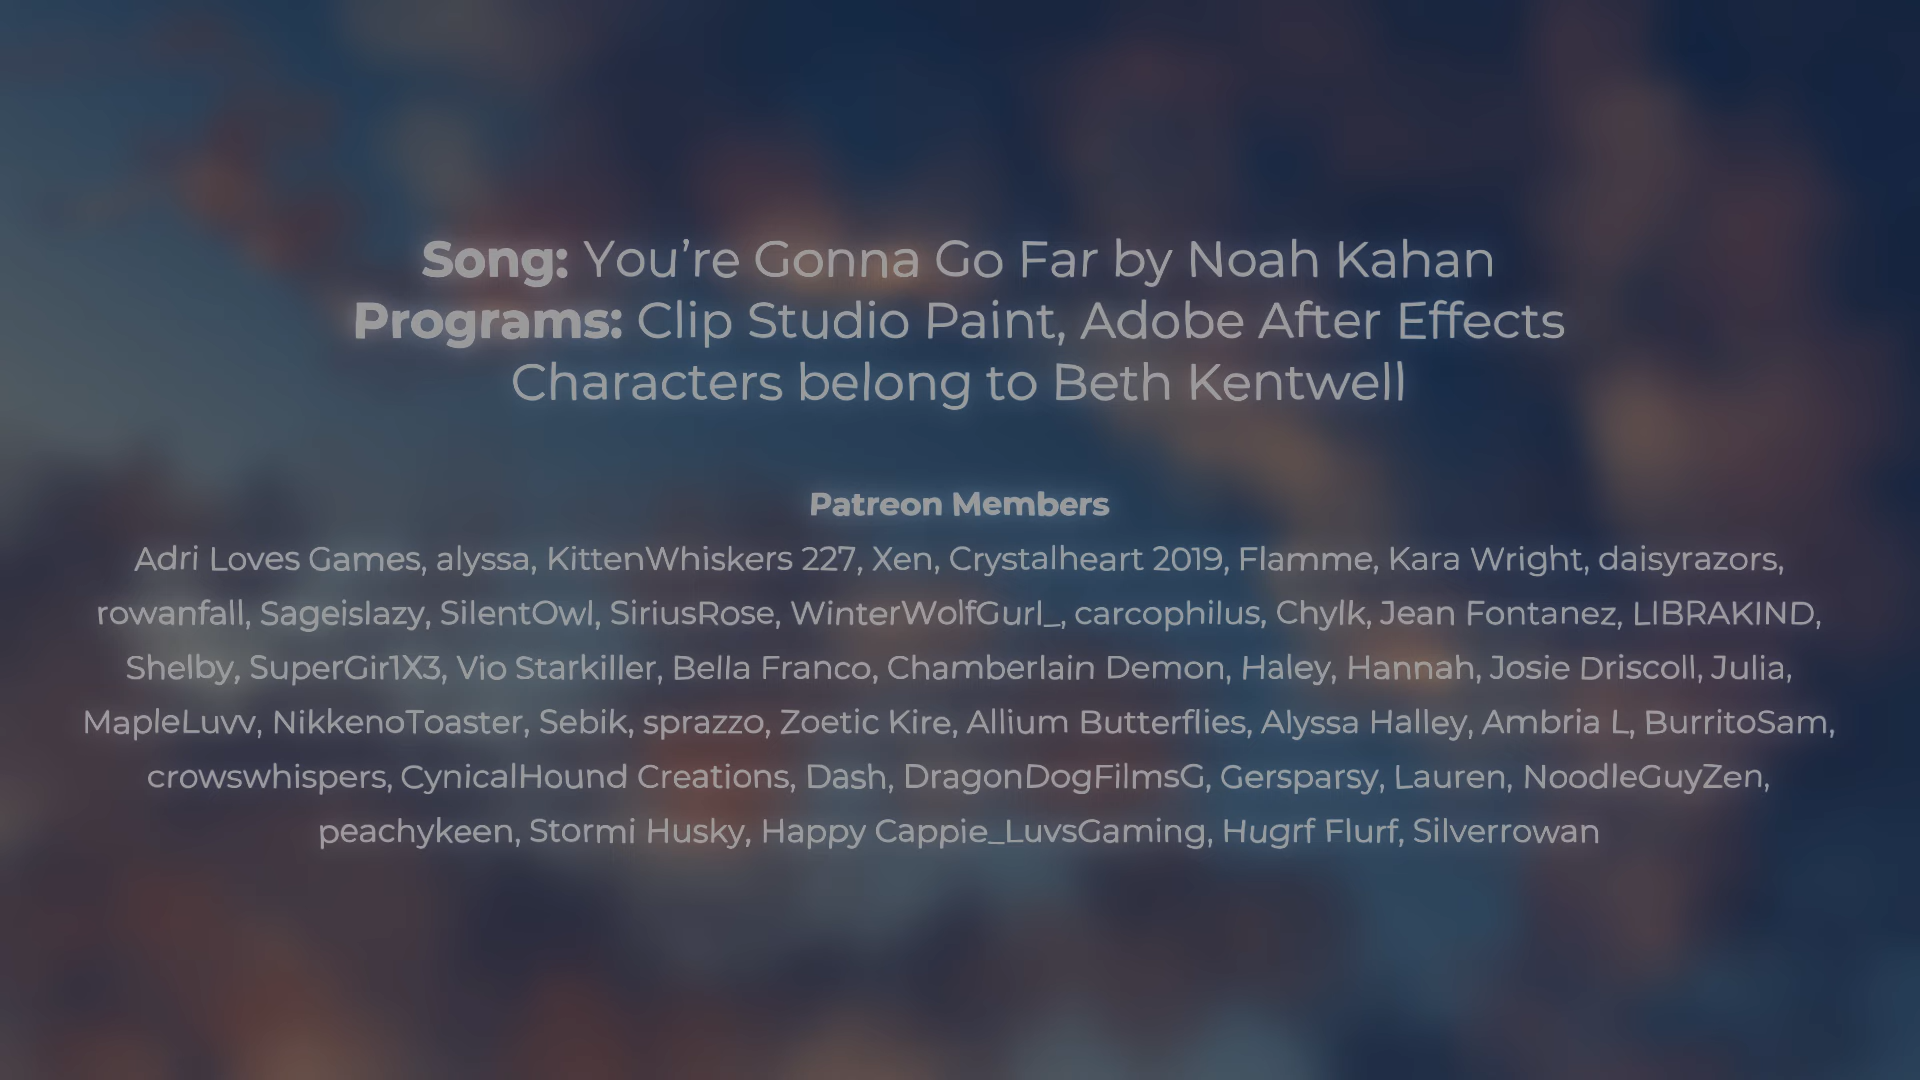 Song: You’re Gonna Go Far by Noah Kahan
Programs: Clip Studio Paint, Adobe After Effects
Characters belong to Beth Kentwell
Patreon Members
Adri Loves Games, alyssa, KittenWhiskers 227, Xen, Crystalheart 2019, Flamme, Kara Wright, daisyrazors,
rowanfall, Sageislazy, SilentOwl, SiriusRose, WinterWolfGurl_, carcophilus, Chylk, Jean Fontanez, LIBRAKIND,
Shelby, SuperGir1X3, Vio Starkiller, Bella Franco, Chamberlain Demon, Haley, Hannah, Josie Driscoll, Julia,
MapleLuvv, NikkenoToaster, Sebik, sprazzo, Zoetic Kire, Allium Butterflies, Alyssa Halley, Ambria L, BurritoSam,
crowswhispers, CynicalHound Creations, Dash, DragonDogFilmsG, Gersparsy, Lauren, NoodleGuyZen,
peachykeen, Stormi Husky, Happy Cappie_LuvsGaming, Hugrf Flurf, Silverrowan